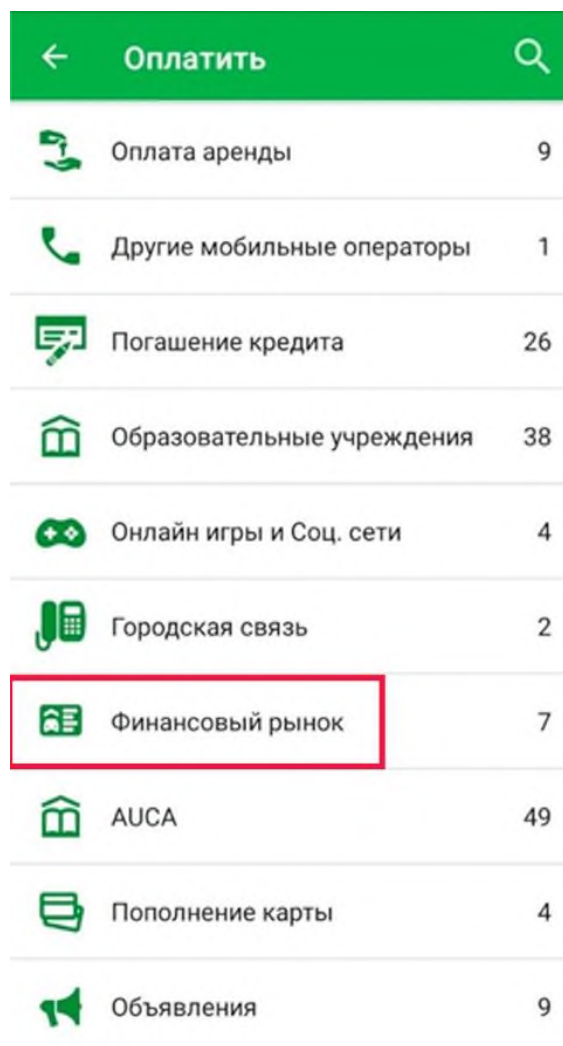 Оплатить
Оплата аренды 9
Другие мобильные операторы 1
Погашение кредита 26
Образовательные учреждения 38
Онлайн игры и Соц. сети 4
Городская связь 2
Финансовый рынок 7
AUCA 49
Пополнение карты 4
Объявления 9